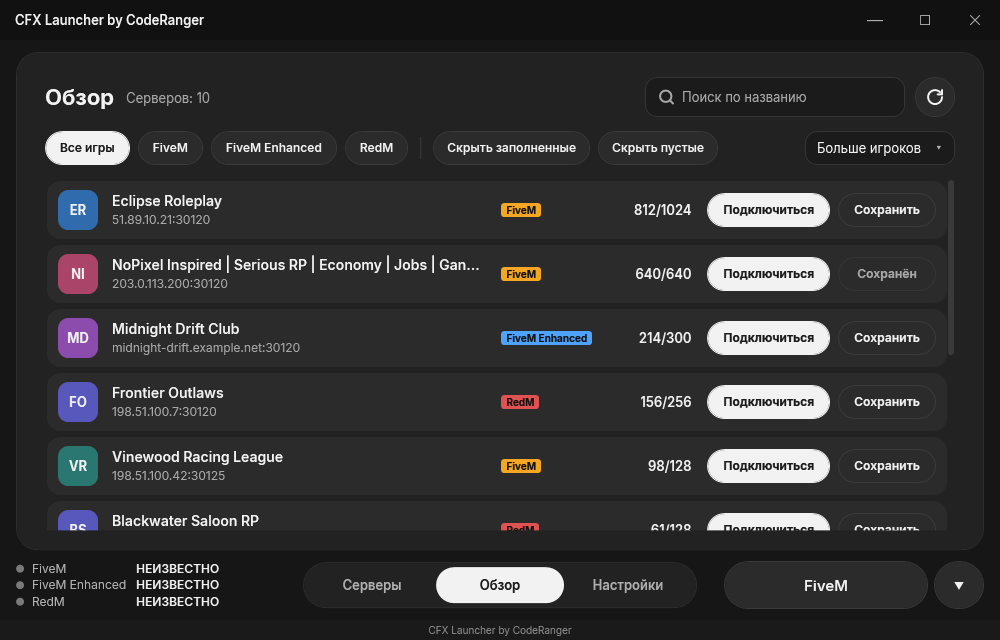 CFX Launcher by CodeRanger
Обзор Серверов: 10
Поиск по названию
Все игры FiveM FiveM Enhanced RedM Скрыть заполненные Скрыть пустые Больше игроков
ER Eclipse Roleplay FiveM 812/1024 Подключиться Сохранить
51.89.10.21:30120
NI NoPixel Inspired | Serious RP | Economy | Jobs | Gan... FiveM 640/640 Подключиться Сохранён
203.0.113.200:30120
MD Midnight Drift Club FiveM Enhanced 214/300 Подключиться Сохранить
midnight-drift.example.net:30120
FO Frontier Outlaws RedM 156/256 Подключиться Сохранить
198.51.100.7:30120
VR Vinewood Racing League FiveM 98/128 Подключиться Сохранить
198.51.100.42:30125
BS Blackwater Saloon RP RedM 61/128 Подключиться Сохранить
FiveM НЕИЗВЕСТНО
FiveM Enhanced НЕИЗВЕСТНО
RedM НЕИЗВЕСТНО
Серверы Обзор Настройки
FiveM
CFX Launcher by CodeRanger